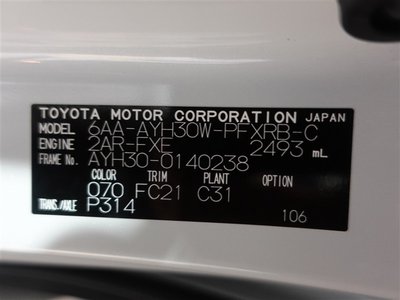 TOYOTA MOTOR CORPORATION JAPAN
MODEL 6AA-AYH30W-PFXRB-C
ENGINE 2AR-FXE 2493 mL
FRAME No. AYH30-0140238
COLOR TRIM PLANT OPTION
070 FC21 C31
TRANS./AXLE P314 106